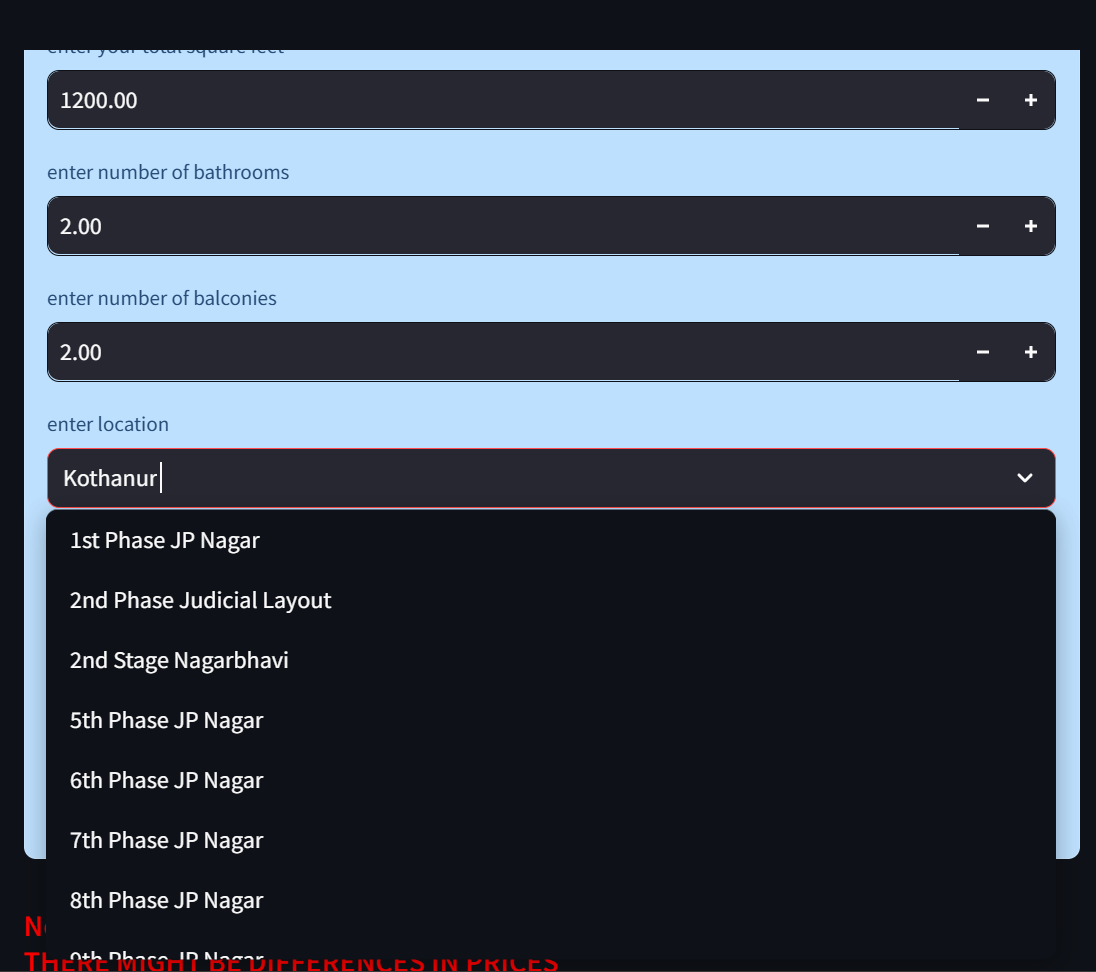 enter your total square feet
1200.00
enter number of bathrooms
2.00
enter number of balconies
2.00
enter location
Kothanur
1st Phase JP Nagar
2nd Phase Judicial Layout
2nd Stage Nagarbhavi
5th Phase JP Nagar
6th Phase JP Nagar
7th Phase JP Nagar
8th Phase JP Nagar
9th Phase JP Nagar
THERE MIGHT BE DIFFERENCES IN PRICES